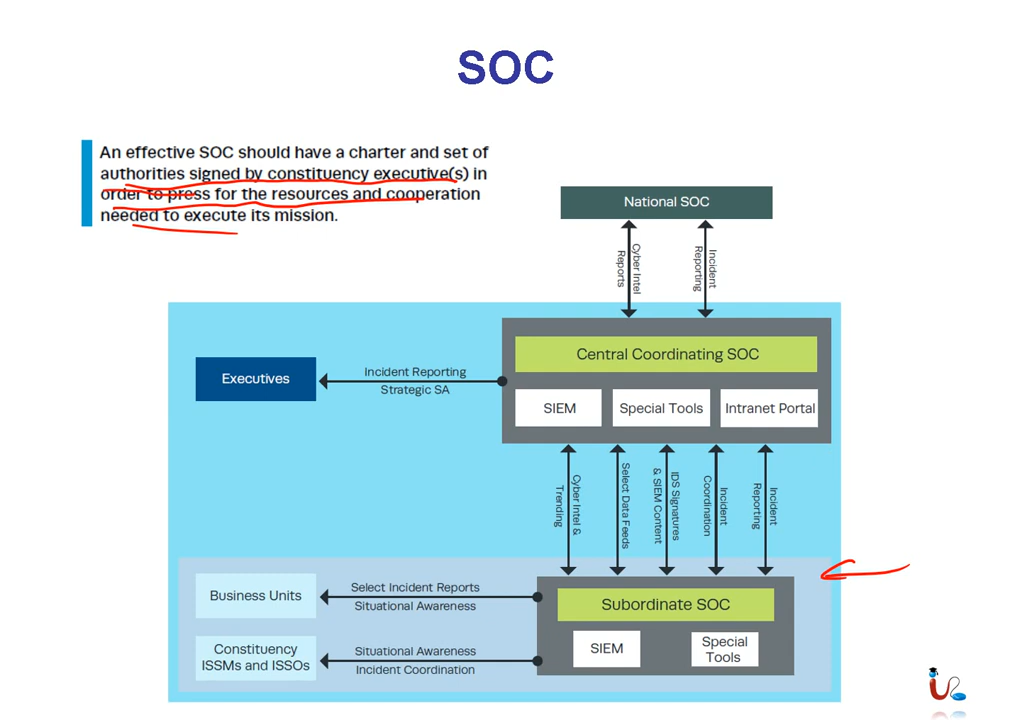 SOC
An effective SOC should have a charter and set of
authorities signed by constituency executive(s) in
order to press for the resources and cooperation
needed to execute its mission.
National SOC
Cyber Intel
Reports
Incident
Reporting
Central Coordinating SOC
Executives
Incident Reporting
Strategic SA
SIEM
Special Tools
Intranet Portal
Cyber Intel &
Trending
Select Data Feeds
IDS Signatures
& SIEM Content
Incident
Coordination
Incident
Reporting
Business Units
Select Incident Reports
Situational Awareness
Subordinate SOC
Constituency
ISSMs and ISSOs
Situational Awareness
Incident Coordination
SIEM
Special
Tools